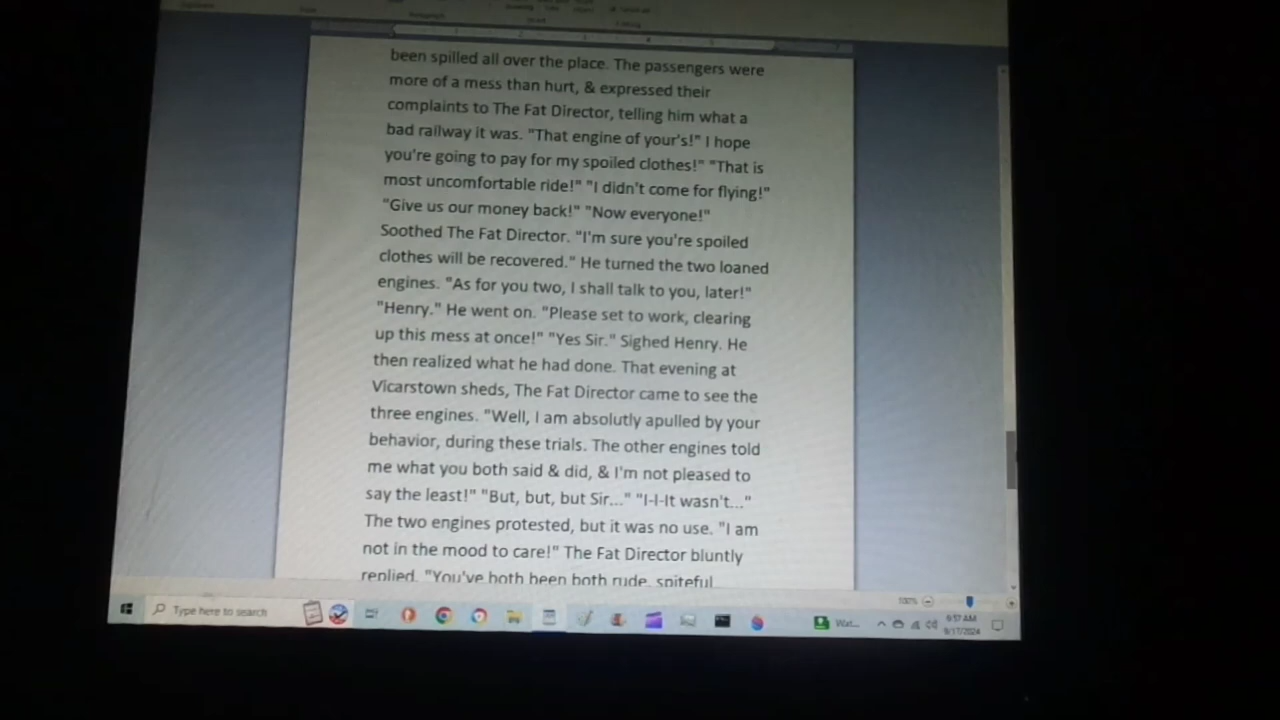 been spilled all over the place. The passengers were
more of a mess than hurt, & expressed their
complaints to The Fat Director, telling him what a
bad railway it was. "That engine of your's!" I hope
you're going to pay for my spoiled clothes!" "That is
most uncomfortable ride!" "I didn't come for flying!"
"Give us our money back!" "Now everyone!"
Soothed The Fat Director. "I'm sure you're spoiled
clothes will be recovered." He turned the two loaned
engines. "As for you two, I shall talk to you, later!"
"Henry." He went on. "Please set to work, clearing
up this mess at once!" "Yes Sir." Sighed Henry. He
then realized what he had done. That evening at
Vicarstown sheds, The Fat Director came to see the
three engines. "Well, I am absolutly apulled by your
behavior, during these trials. The other engines told
me what you both said & did, & I'm not pleased to
say the least!" "But, but, but Sir..." "I-I-It wasn't..."
The two engines protested, but it was no use. "I am
not in the mood to care!" The Fat Director bluntly
replied. "You've both been both rude, spiteful
100%
Type here to search
Wat...
9/17/2024